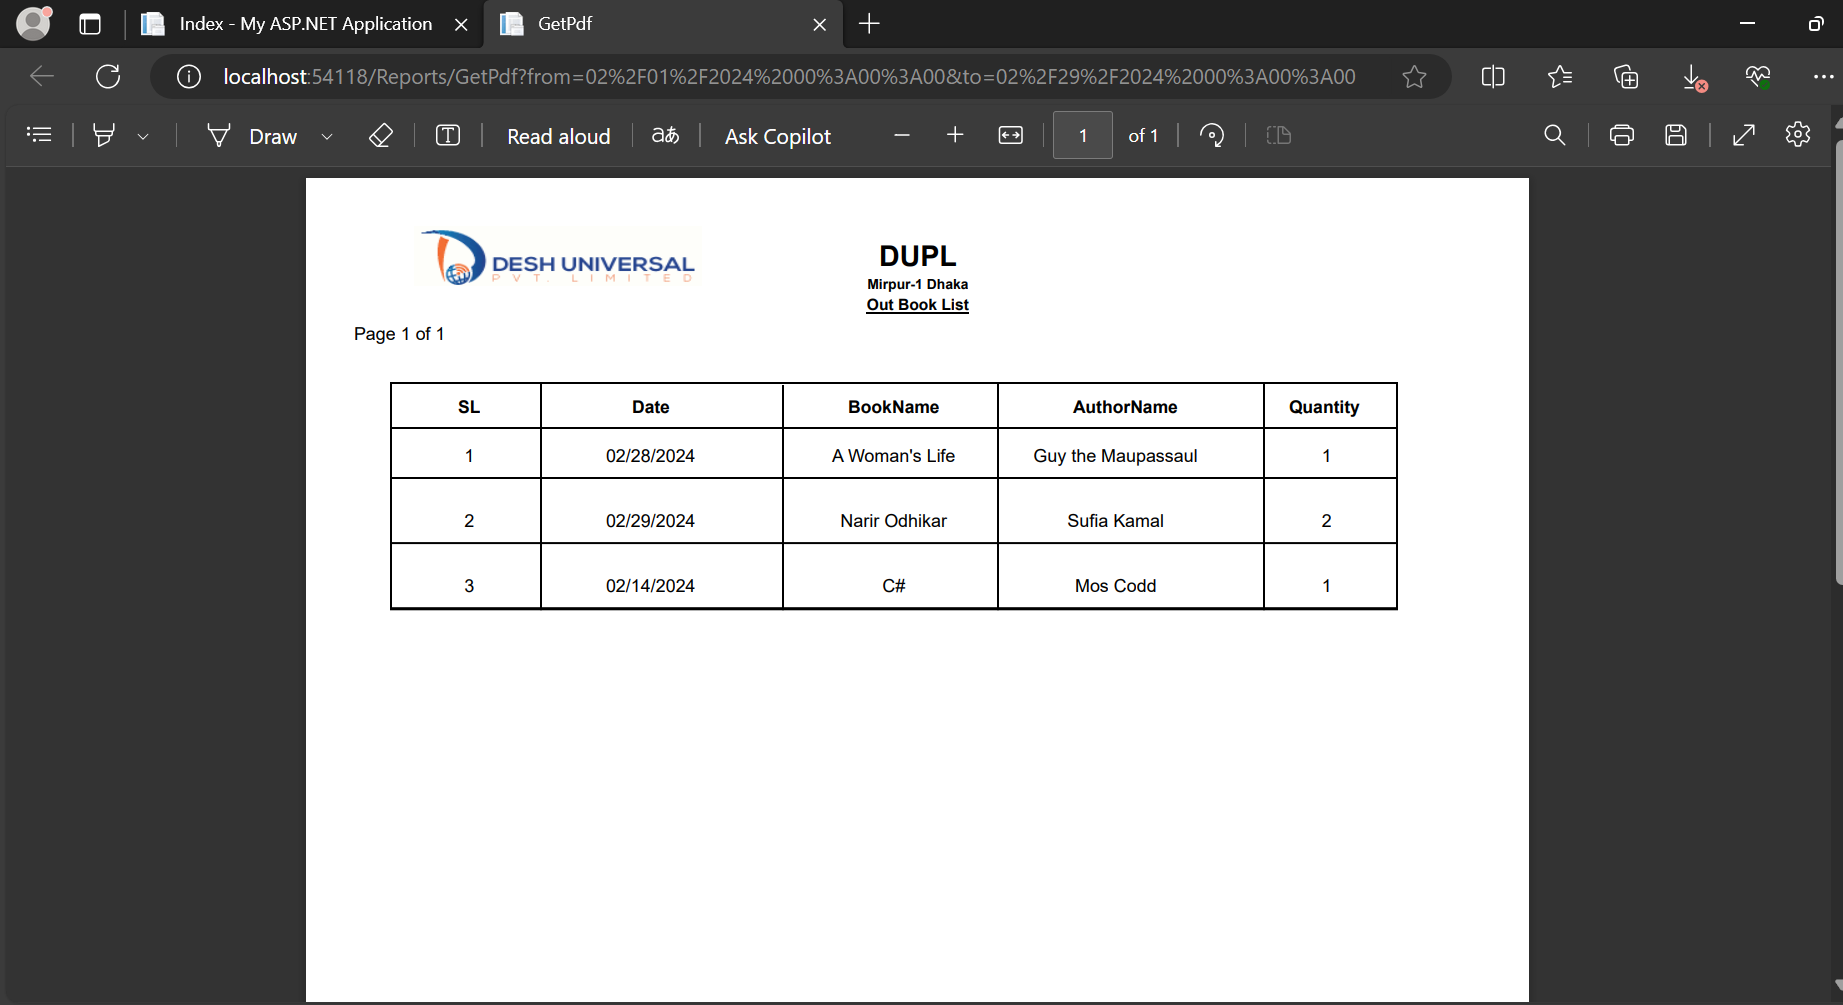 Index - My ASP.NET Application
GetPdf
localhost:54118/Reports/GetPdf?from=02%2F01%2F2024%2000%3A00%3A00&to=02%2F29%2F2024%2000%3A00%3A00
Draw
Read aloud
aあ
Ask Copilot
1 of 1
DESH UNIVERSAL
PVT. LIMITED
DUPL
Mirpur-1 Dhaka
Out Book List
Page 1 of 1
SL Date BookName AuthorName Quantity
1 02/28/2024 A Woman's Life Guy the Maupassaul 1
2 02/29/2024 Narir Odhikar Sufia Kamal 2
3 02/14/2024 C# Mos Codd 1